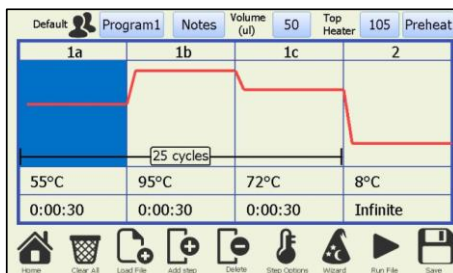 Default Program1 Notes Volume (ul) 50 Top Heater 105 Preheat
1a 1b 1c 2
25 cycles
55°C 95°C 72°C 8°C
0:00:30 0:00:30 0:00:30 Infinite
Home Clear All Load File Add step Delete Step Options Wizard Run File Save